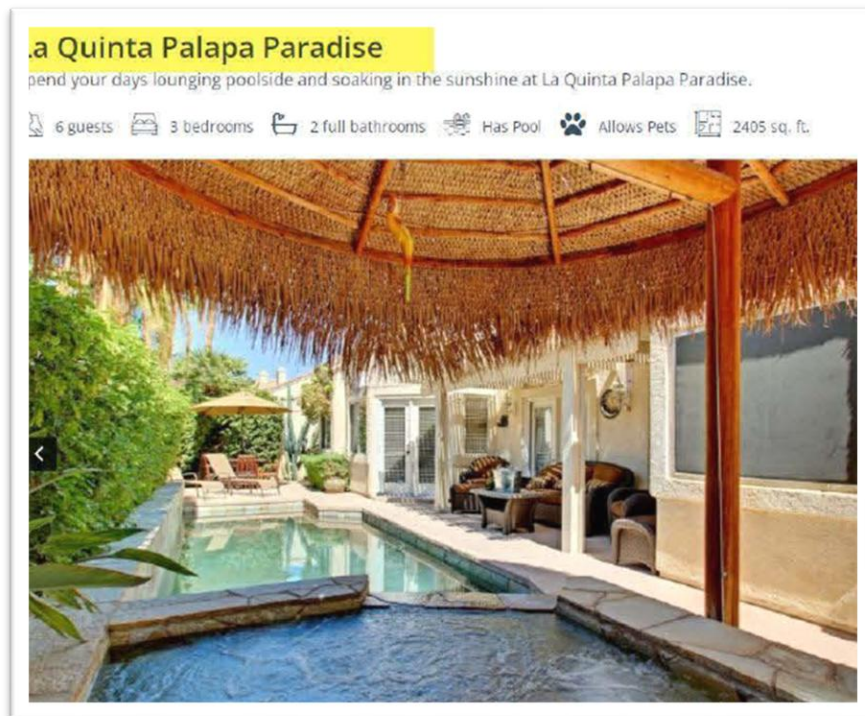 La Quinta Palapa Paradise
pend your days lounging poolside and soaking in the sunshine at La Quinta Palapa Paradise.
6 guests 3 bedrooms 2 full bathrooms Has Pool Allows Pets 2405 sq. ft.